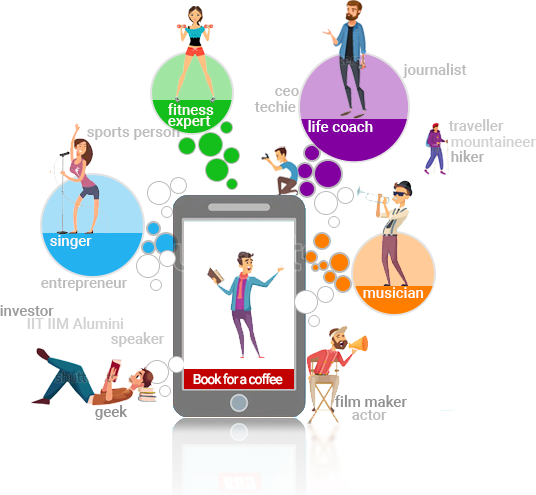 journalist
ceo
techie
fitness
expert
life coach
sports person
traveller
mountaineer
hiker
singer
entrepreneur
musician
investor
IIT IIM Alumini
speaker
Book for a coffee
geek
film maker
actor